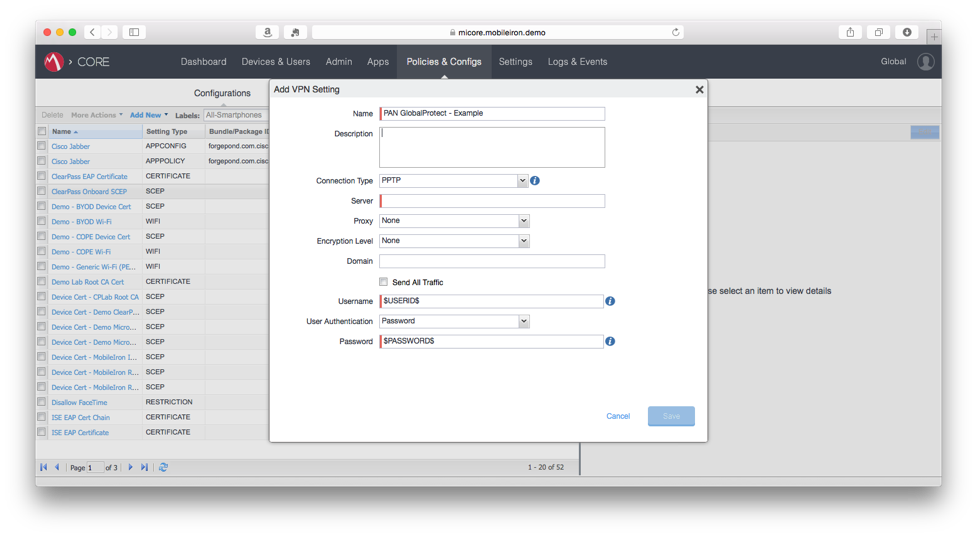 micore.mobileiron.demo
CORE
Dashboard
Devices & Users
Admin
Apps
Policies & Configs
Settings
Logs & Events
Global
Configurations
Delete
More Actions
Add New
Labels:
All-Smartphones
Name
Setting Type
Bundle/Package ID
Cisco Jabber APPCONFIG forgepond.com.cisc
Cisco Jabber APPPOLICY forgepond.com.cisc
ClearPass EAP Certificate CERTIFICATE
ClearPass Onboard SCEP SCEP
Demo - BYOD Device Cert SCEP
Demo - BYOD Wi-Fi WIFI
Demo - COPE Device Cert SCEP
Demo - COPE Wi-Fi WIFI
Demo - Generic Wi-Fi (PE... WIFI
Demo Lab Root CA Cert CERTIFICATE
Device Cert - CPLab Root CA SCEP
Device Cert - Demo ClearP... SCEP
Device Cert - Demo Micro... SCEP
Device Cert - Demo Micro... SCEP
Device Cert - MobileIron I... SCEP
Device Cert - MobileIron R... SCEP
Device Cert - MobileIron R... SCEP
Disallow FaceTime RESTRICTION
ISE EAP Cert Chain CERTIFICATE
ISE EAP Certificate CERTIFICATE
Page 1 of 3
1 - 20 of 52
Add VPN Setting
Name PAN GlobalProtect - Example
Description
Connection Type PPTP
Server
Proxy None
Encryption Level None
Domain
Send All Traffic
Username $USERID$
User Authentication Password
Password $PASSWORD$
Cancel
Save
se select an item to view details